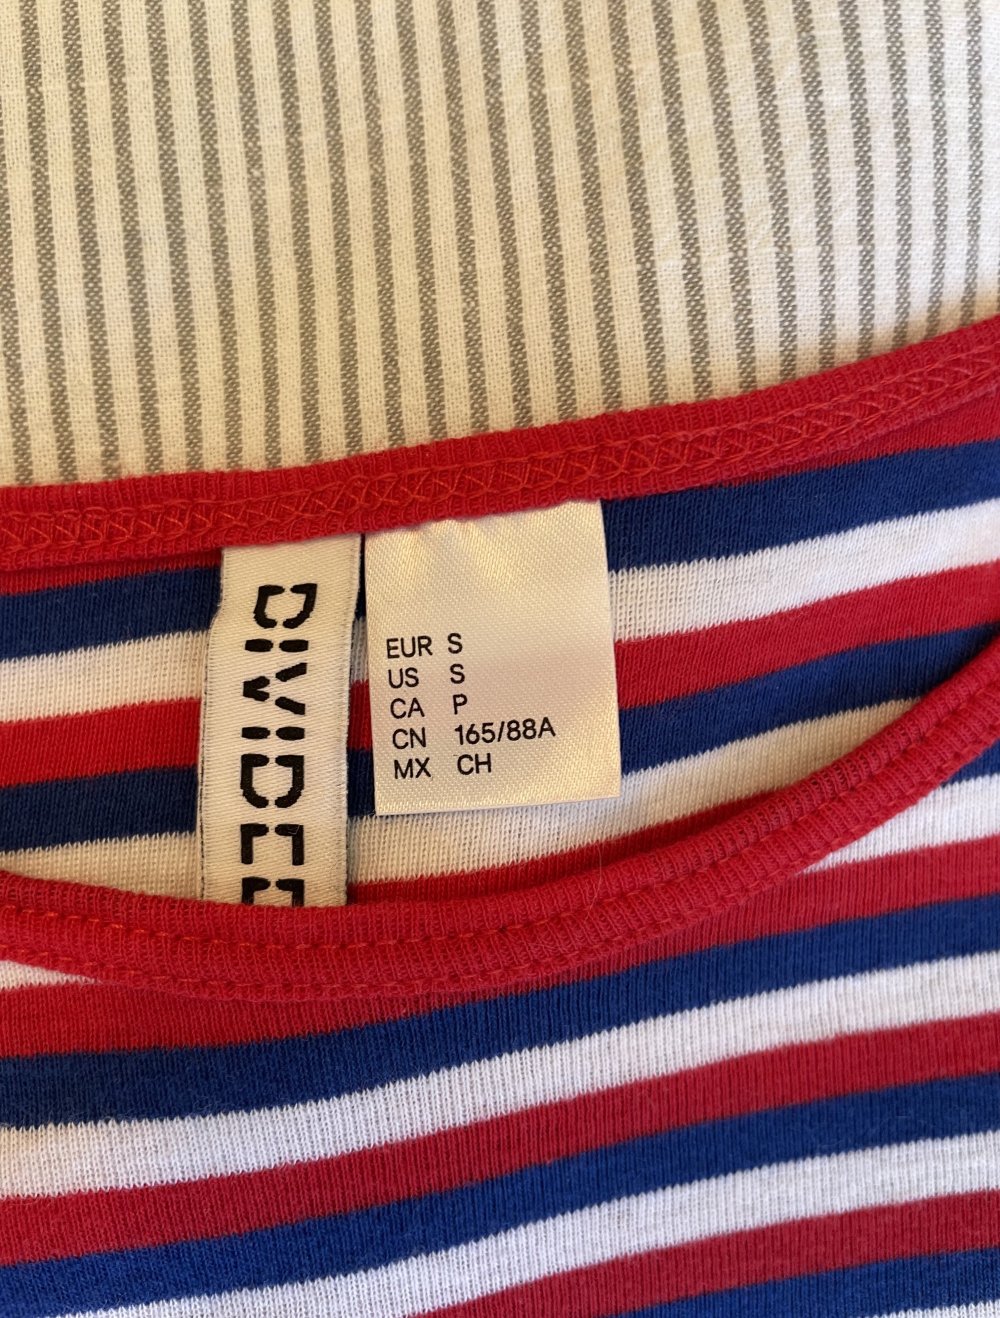 DIVIDE
EUR S
US S
CA P
CN 165/88A
MX CH